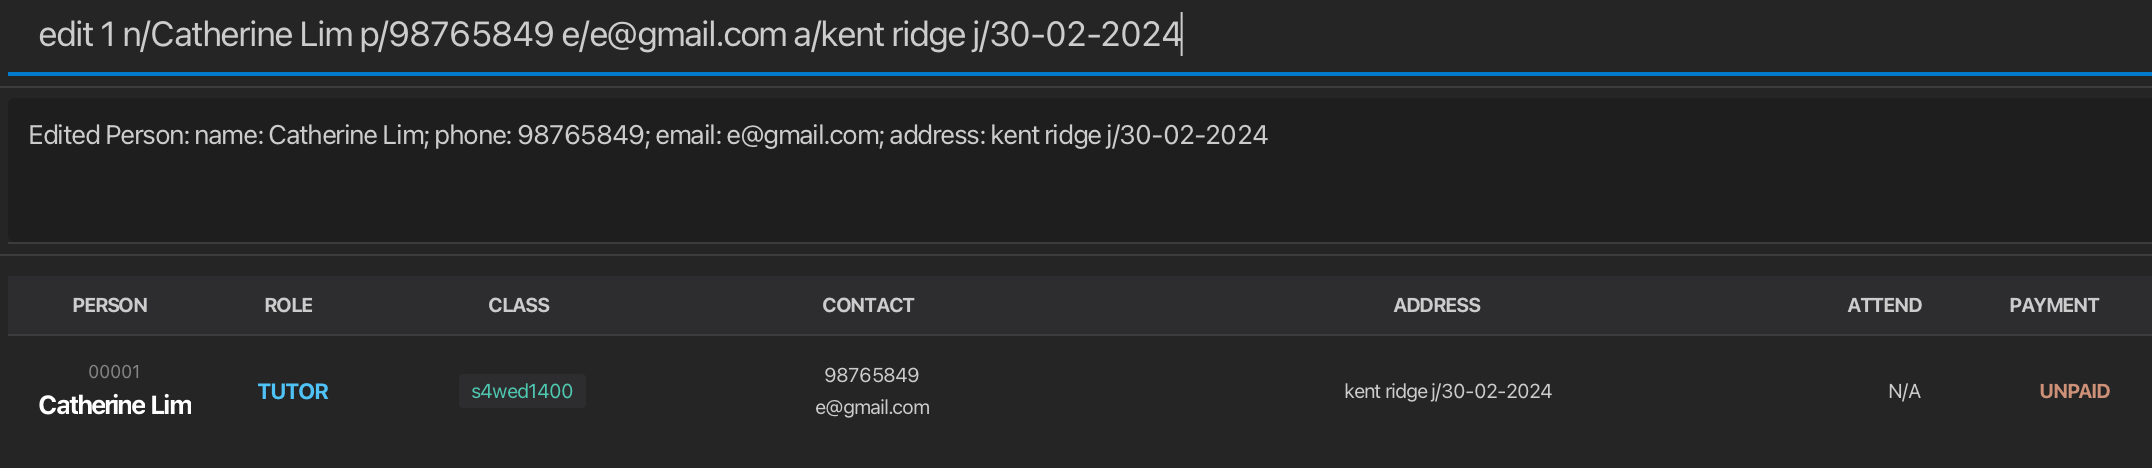 edit 1 n/Catherine Lim p/98765849 e/e@gmail.com a/kent ridge j/30-02-2024
Edited Person: name: Catherine Lim; phone: 98765849; email: e@gmail.com; address: kent ridge j/30-02-2024
PERSON ROLE CLASS CONTACT ADDRESS ATTEND PAYMENT
00001
Catherine Lim
TUTOR
s4wed1400
98765849
e@gmail.com
kent ridge j/30-02-2024
N/A
UNPAID